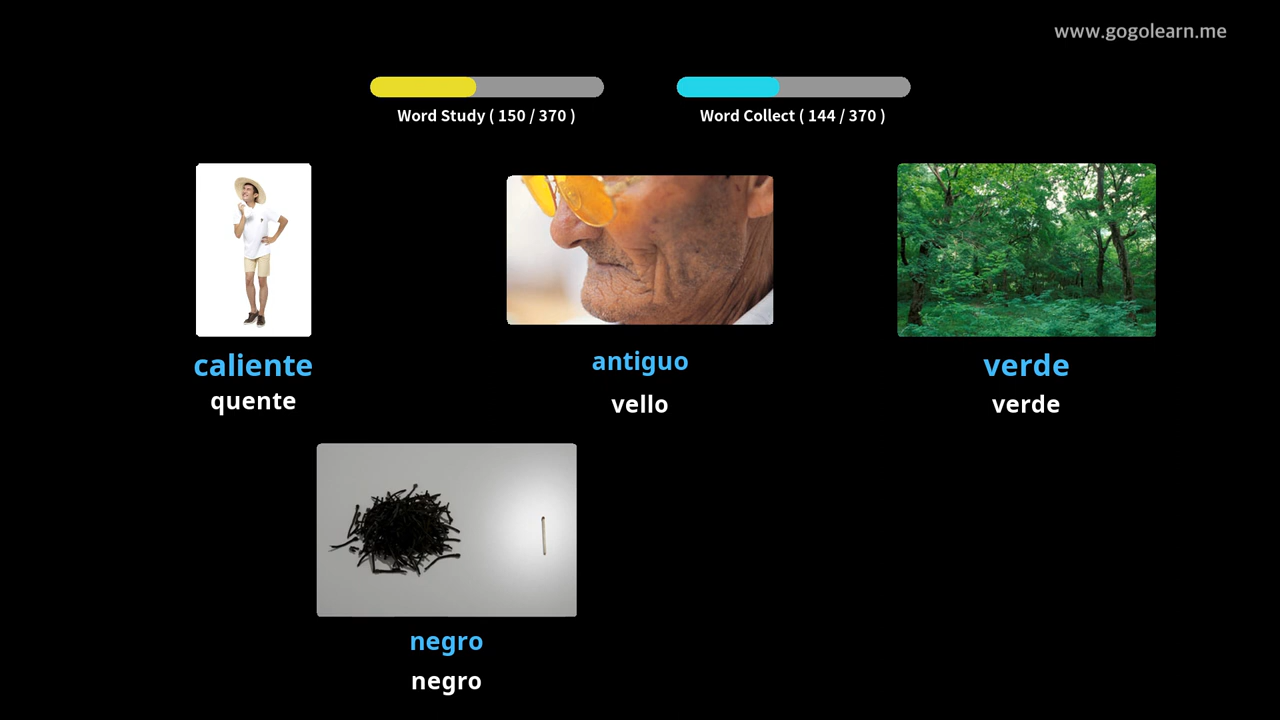 www.gogolearn.me
Word Study ( 150 / 370 )
Word Collect ( 144 / 370 )
caliente
quente
antiguo
vello
verde
verde
negro
negro